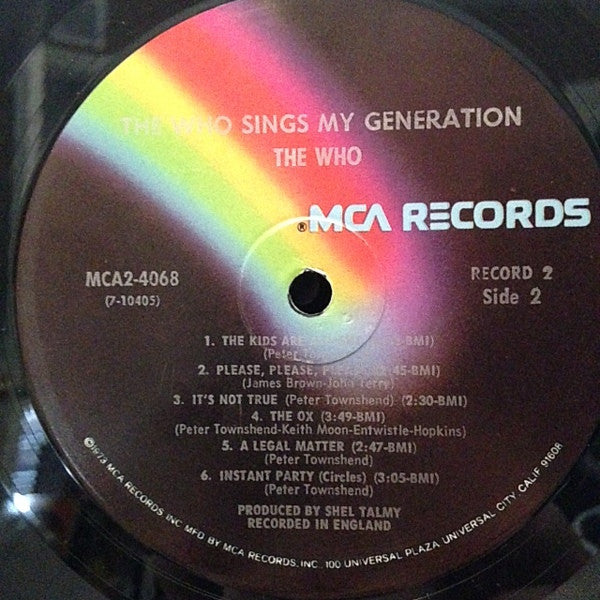 THE WHO SINGS MY GENERATION
THE WHO
® MCA RECORDS
MCA2-4068
(7-10405)
RECORD 2
Side 2
1. THE KIDS ARE
-BMI)
(Peter
2. PLEASE, PLEASE, :45-BMI)
(James Brown-John Terry)
3. IT'S NOT TRUE (Peter Townshend) (2:30-BMI)
4. THE OX (3:49-BMI)
(Peter Townshend-Keith Moon-Entwistle-Hopkins)
5. A LEGAL MATTER (2:47-BMI)
(Peter Townshend)
6. INSTANT PARTY (Circles) (3:05-BMI)
(Peter Townshend)
PRODUCED BY SHEL TALMY
RECORDED IN ENGLAND
©1973 MCA RECORDS INC MFD BY MCA RECORDS, INC. 100 UNIVERSAL PLAZA UNIVERSAL CITY CALIF 91608